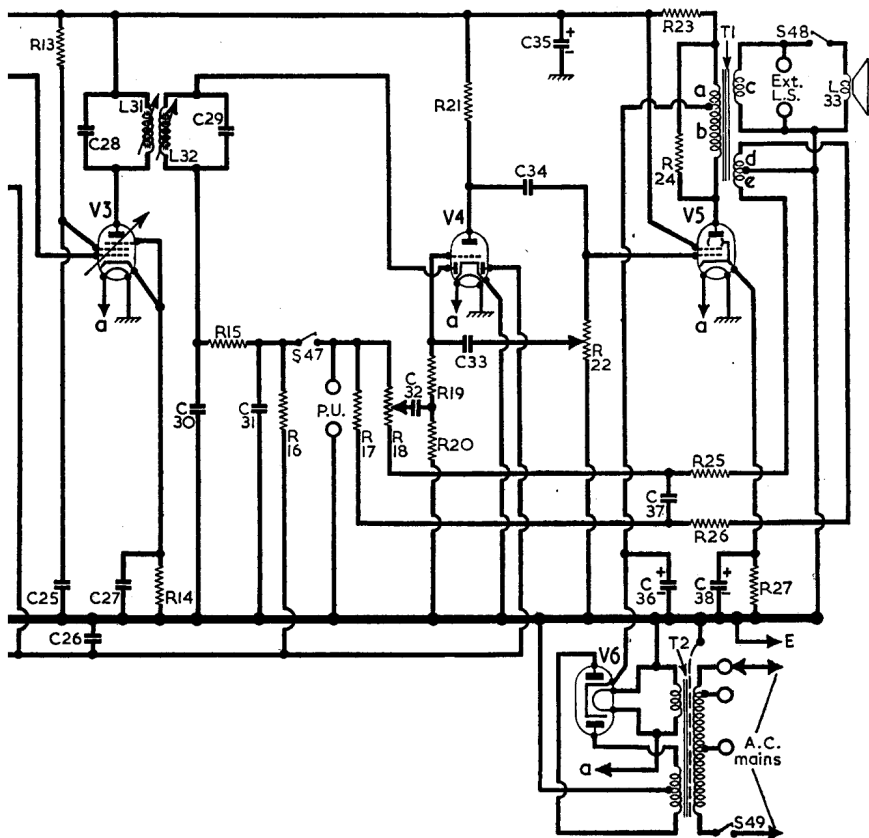 R13
C35
+
-
R23
T1
S48
L31
C28
C29
L32
R21
a
b
c
Ext.
L.S.
L
33
R
24
d
e
C34
V3
V4
V5
a
a
a
R15
S47
C33
R
22
C
30
C
31
R
16
P.U.
R
17
R
18
C
32
R19
R20
R25
C
37
R26
C25
C27
R14
C
36
+
-
C
38
+
-
R27
C26
V6
T2
E
a
A.C.
mains
S49